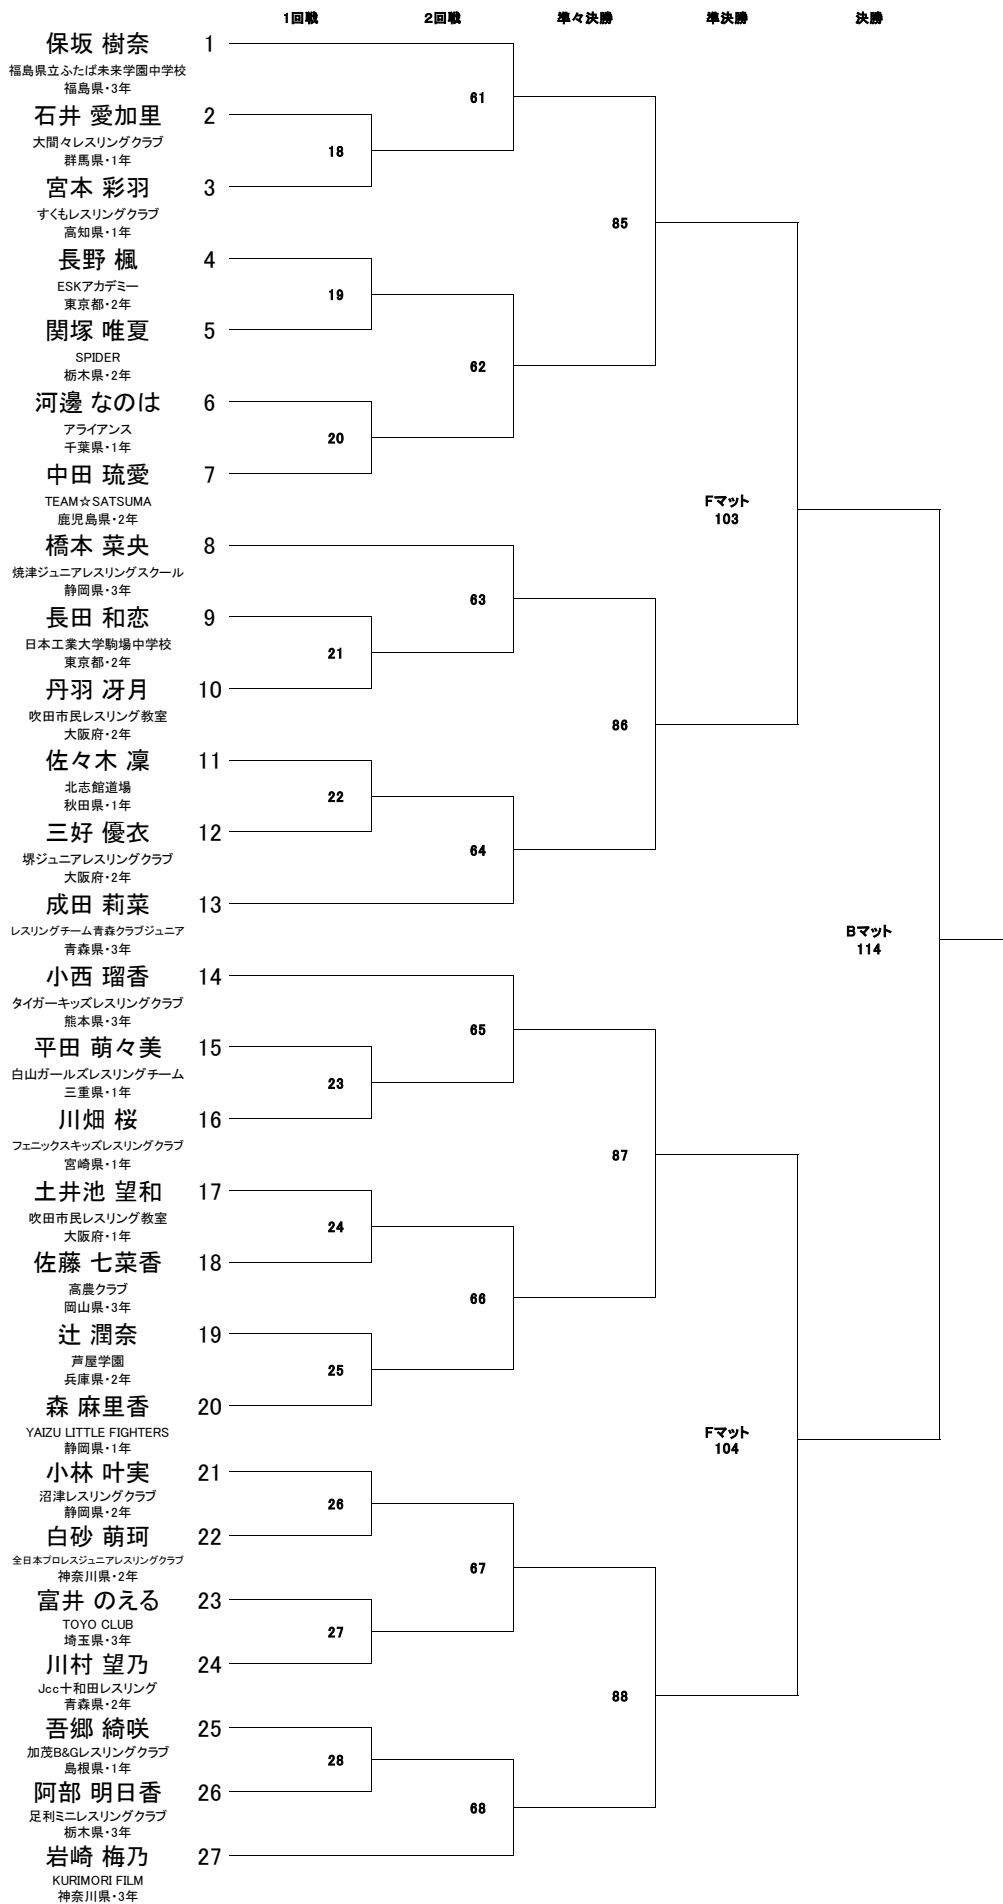 1回戦 2回戦 準々決勝 準決勝 決勝
保坂 樹奈 1
福島県立ふたば未来学園中学校
福島県・3年
61
石井 愛加里 2
大間々レスリングクラブ
群馬県・1年
18
宮本 彩羽 3
すくもレスリングクラブ
高知県・1年
85
長野 楓 4
ESKアカデミー
東京都・2年
19
関塚 唯夏 5
SPIDER
栃木県・2年
62
河邊 なのは 6
アライアンス
千葉県・1年
20
中田 琉愛 7
TEAM☆SATSUMA
鹿児島県・2年
Fマット
103
橋本 菜央 8
焼津ジュニアレスリングスクール
静岡県・3年
63
長田 和恋 9
日本工業大学駒場中学校
東京都・2年
21
丹羽 冴月 10
吹田市民レスリング教室
大阪府・2年
86
佐々木 凜 11
北志館道場
秋田県・1年
22
三好 優衣 12
堺ジュニアレスリングクラブ
大阪府・2年
64
成田 莉菜 13
レスリングチーム青森クラブジュニア
青森県・3年
Bマット
114
小西 瑠香 14
タイガーキッズレスリングクラブ
熊本県・3年
65
平田 萌々美 15
白山ガールズレスリングチーム
三重県・1年
23
川畑 桜 16
フェニックスキッズレスリングクラブ
宮崎県・1年
87
土井池 望和 17
吹田市民レスリング教室
大阪府・1年
24
佐藤 七菜香 18
高農クラブ
岡山県・3年
66
辻 潤奈 19
芦屋学園
兵庫県・2年
25
森 麻里香 20
YAIZU LITTLE FIGHTERS
静岡県・1年
Fマット
104
小林 叶実 21
沼津レスリングクラブ
静岡県・2年
26
白砂 萌珂 22
全日本プロレスジュニアレスリングクラブ
神奈川県・2年
67
富井 のえる 23
TOYO CLUB
埼玉県・3年
27
川村 望乃 24
Jcc十和田レスリング
青森県・2年
88
吾郷 綺咲 25
加茂B&Gレスリングクラブ
島根県・1年
28
阿部 明日香 26
足利ミニレスリングクラブ
栃木県・3年
68
岩崎 梅乃 27
KURIMORI FILM
神奈川県・3年